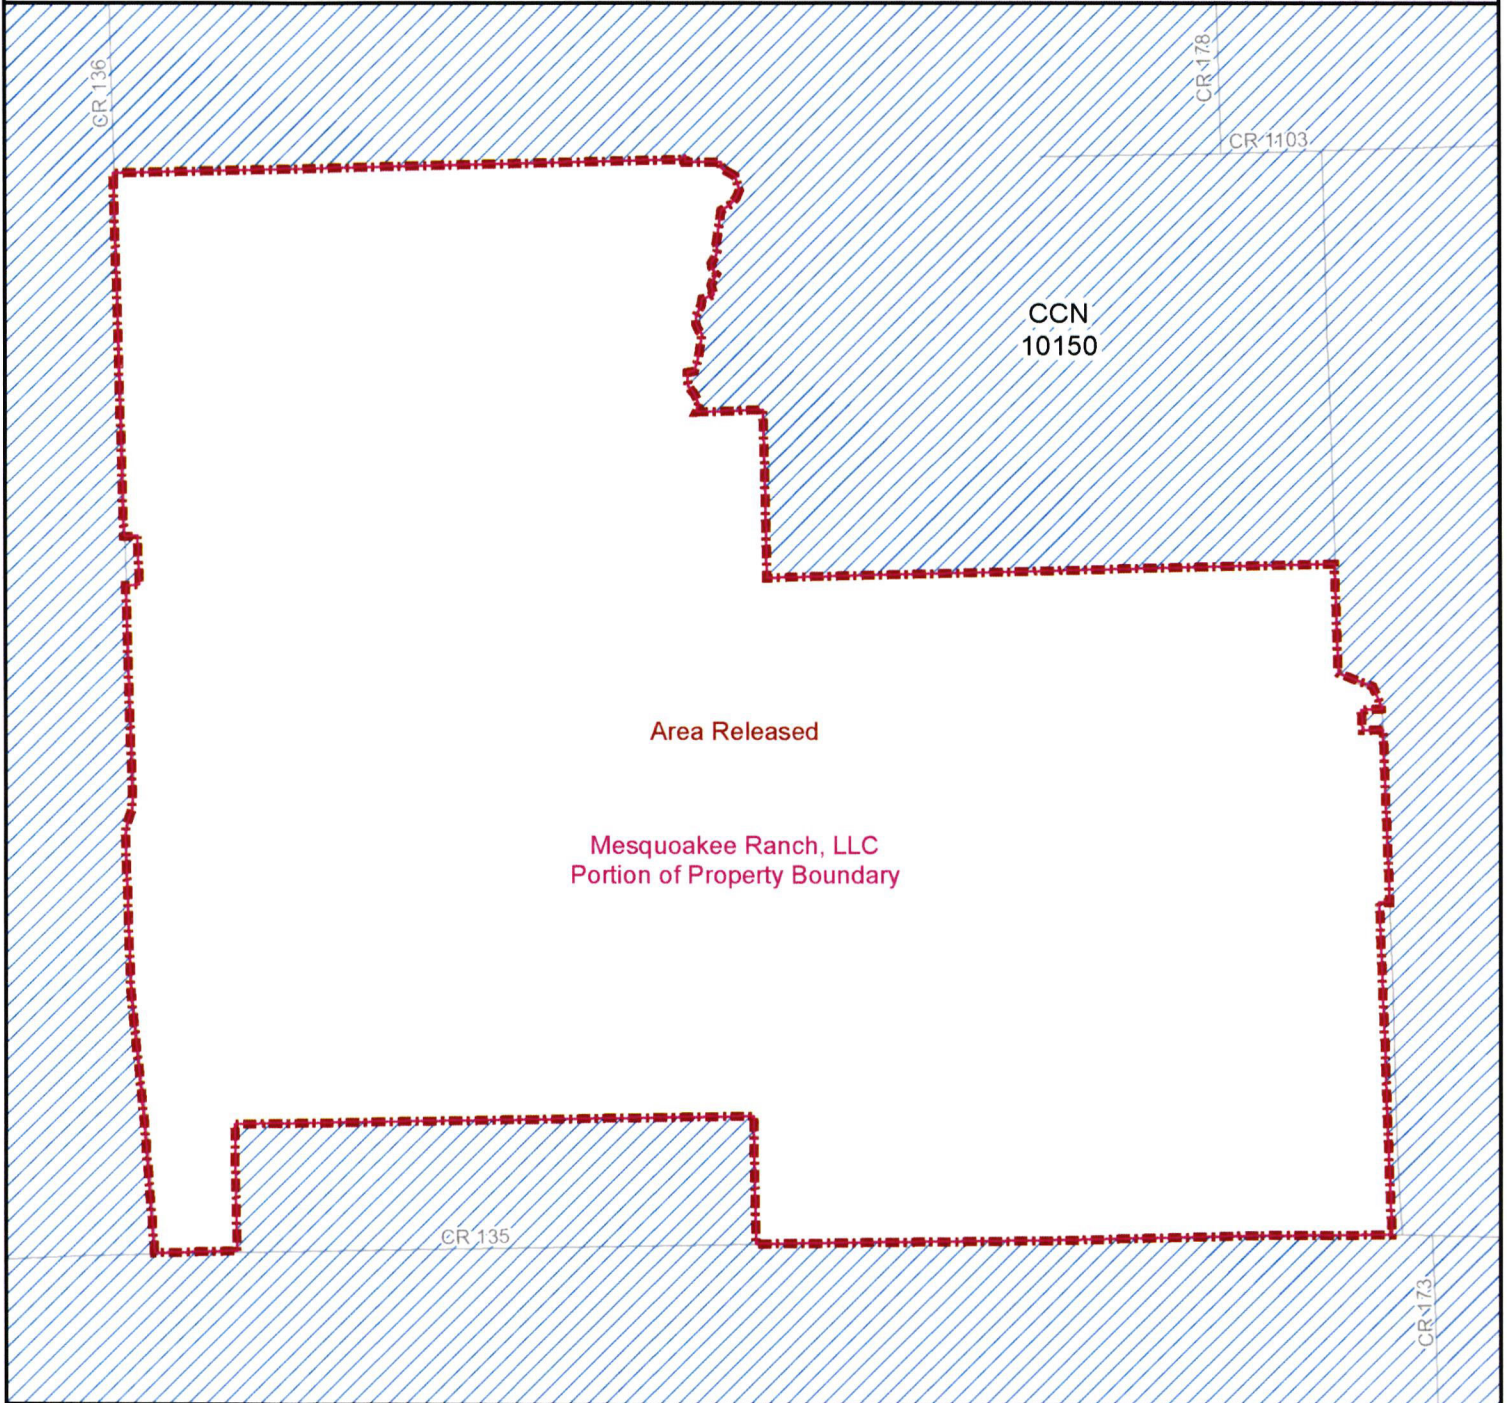 CR 136
CR 178
CR 1103
CCN
10150
Area Released
Mesquoakee Ranch, LLC
Portion of Property Boundary
CR 135
CR 173